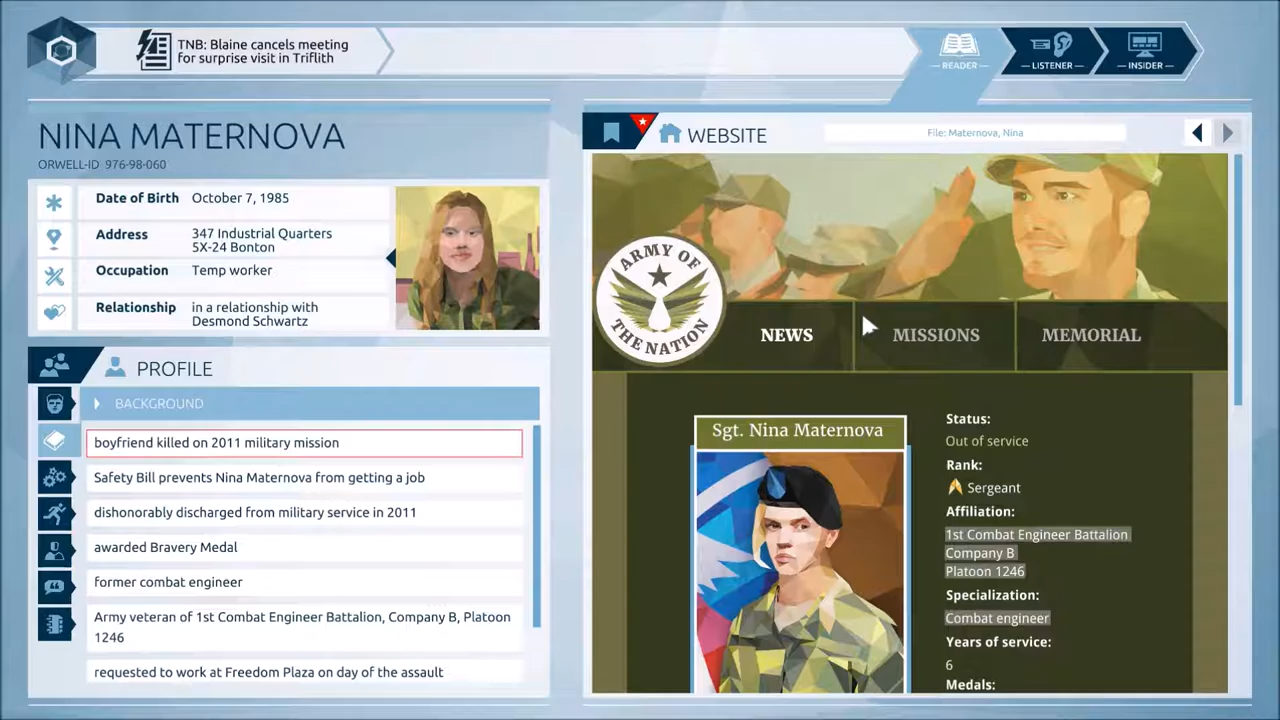 TNB: Blaine cancels meeting
for surprise visit in Triflith
— READER —
— LISTENER —
— INSIDER —
NINA MATERNOVA
ORWELL-ID 976-98-060
Date of Birth October 7, 1985
Address 347 Industrial Quarters
5X-24 Bonton
Occupation Temp worker
Relationship in a relationship with
Desmond Schwartz
PROFILE
BACKGROUND
boyfriend killed on 2011 military mission
Safety Bill prevents Nina Maternova from getting a job
dishonorably discharged from military service in 2011
awarded Bravery Medal
former combat engineer
Army veteran of 1st Combat Engineer Battalion, Company B, Platoon
1246
requested to work at Freedom Plaza on day of the assault
WEBSITE
File: Maternova, Nina
ARMY OF
THE NATION
NEWS
MISSIONS
MEMORIAL
Sgt. Nina Maternova
Status:
Out of service
Rank:
Sergeant
Affiliation:
1st Combat Engineer Battalion
Company B
Platoon 1246
Specialization:
Combat engineer
Years of service:
6
Medals: